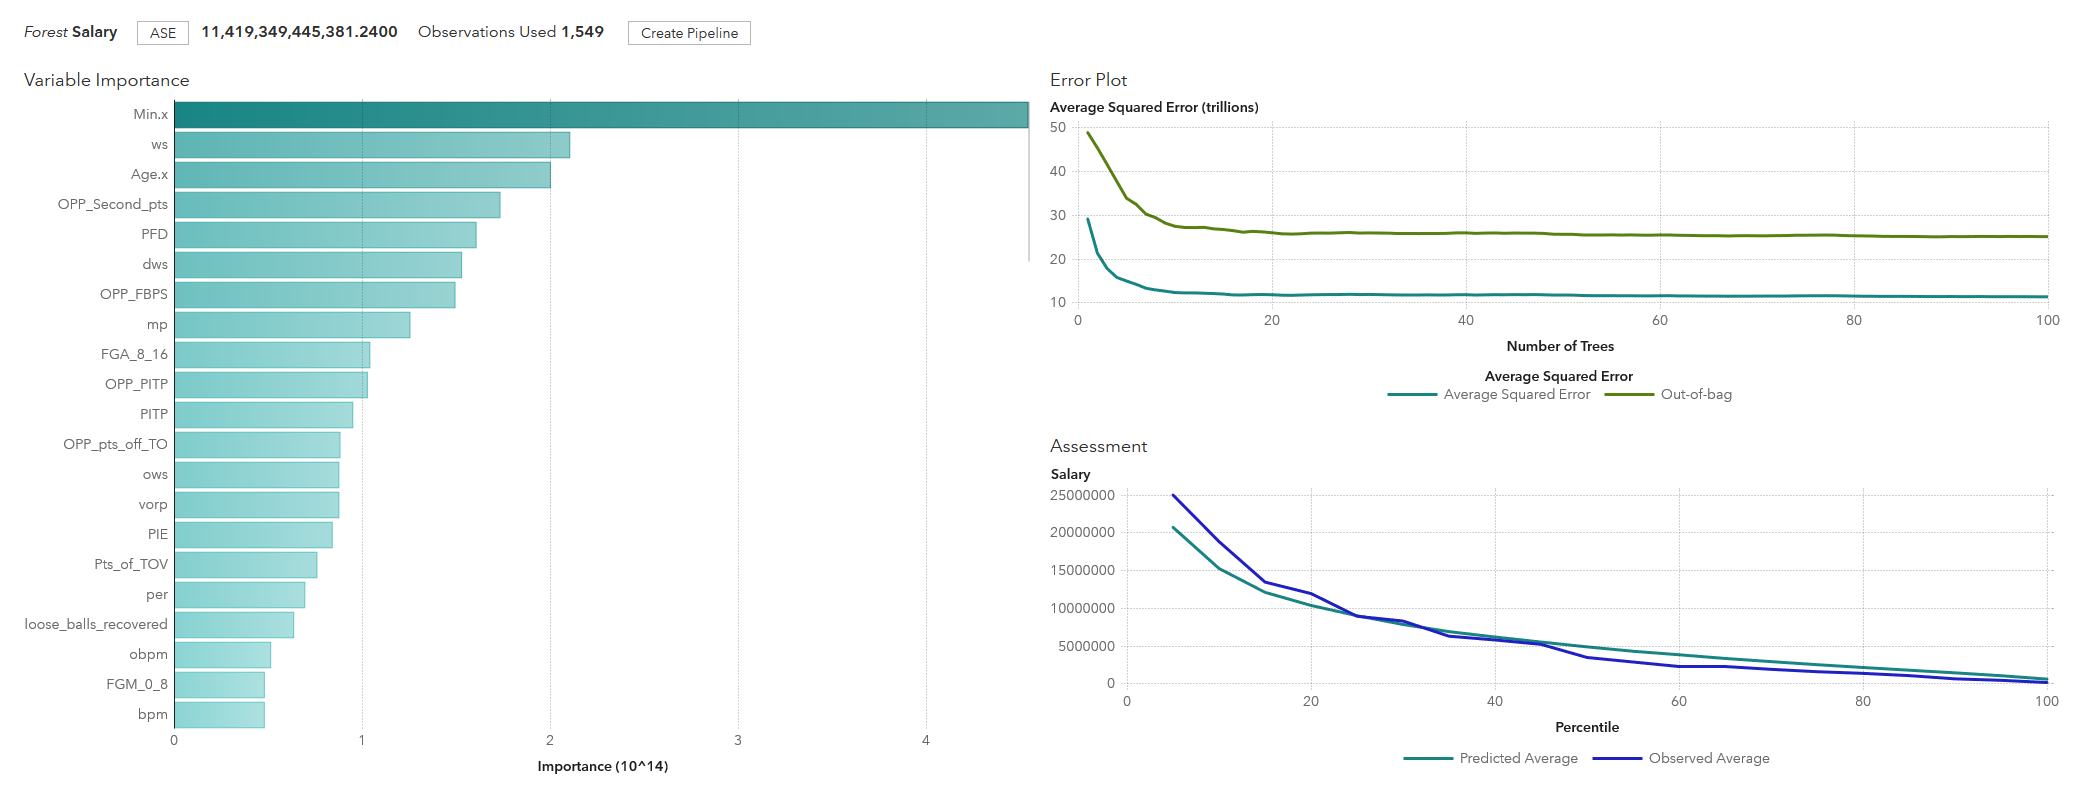 Forest Salary ASE 11,419,349,445,381.2400 Observations Used 1,549 Create Pipeline
Variable Importance
Min.x
ws
Age.x
OPP_Second_pts
PFD
dws
OPP_FBPS
mp
FGA_8_16
OPP_PITP
PITP
OPP_pts_off_TO
ows
vorp
PIE
Pts_of_TOV
per
loose_balls_recovered
obpm
FGM_0_8
bpm
0 1 2 3 4
Importance (10^14)
Error Plot
Average Squared Error (trillions)
50
40
30
20
10
0 20 40 60 80 100
Number of Trees
Average Squared Error
Average Squared Error Out-of-bag
Assessment
Salary
25000000
20000000
15000000
10000000
5000000
0
0 20 40 60 80 100
Percentile
Predicted Average Observed Average